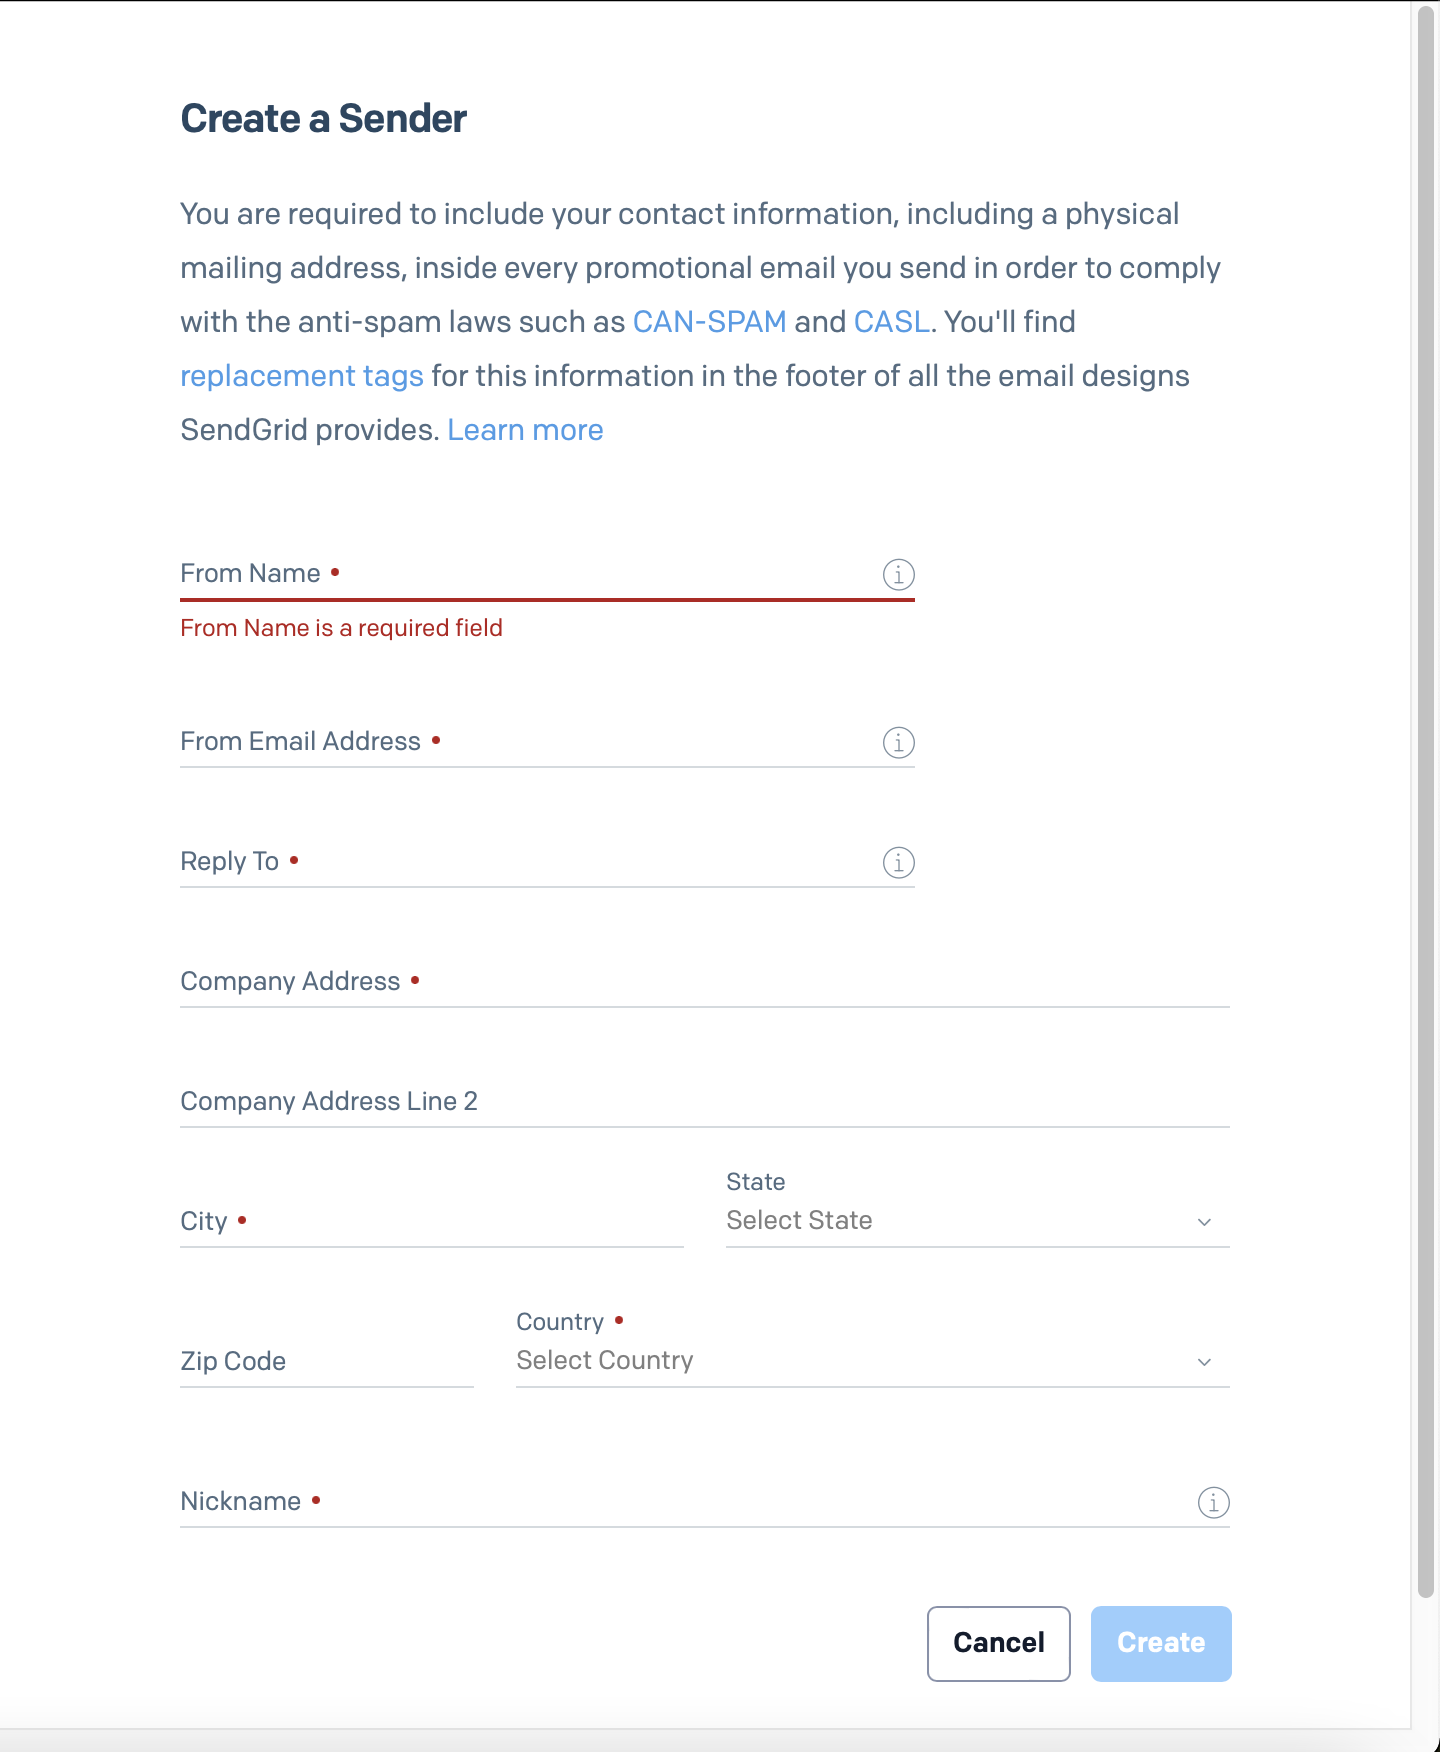 Create a Sender
You are required to include your contact information, including a physical
mailing address, inside every promotional email you send in order to comply
with the anti-spam laws such as CAN-SPAM and CASL. You'll find
replacement tags for this information in the footer of all the email designs
SendGrid provides. Learn more
From Name •
From Name is a required field
From Email Address •
Reply To •
Company Address •
Company Address Line 2
City •
State
Select State
Zip Code
Country •
Select Country
Nickname •
Cancel
Create